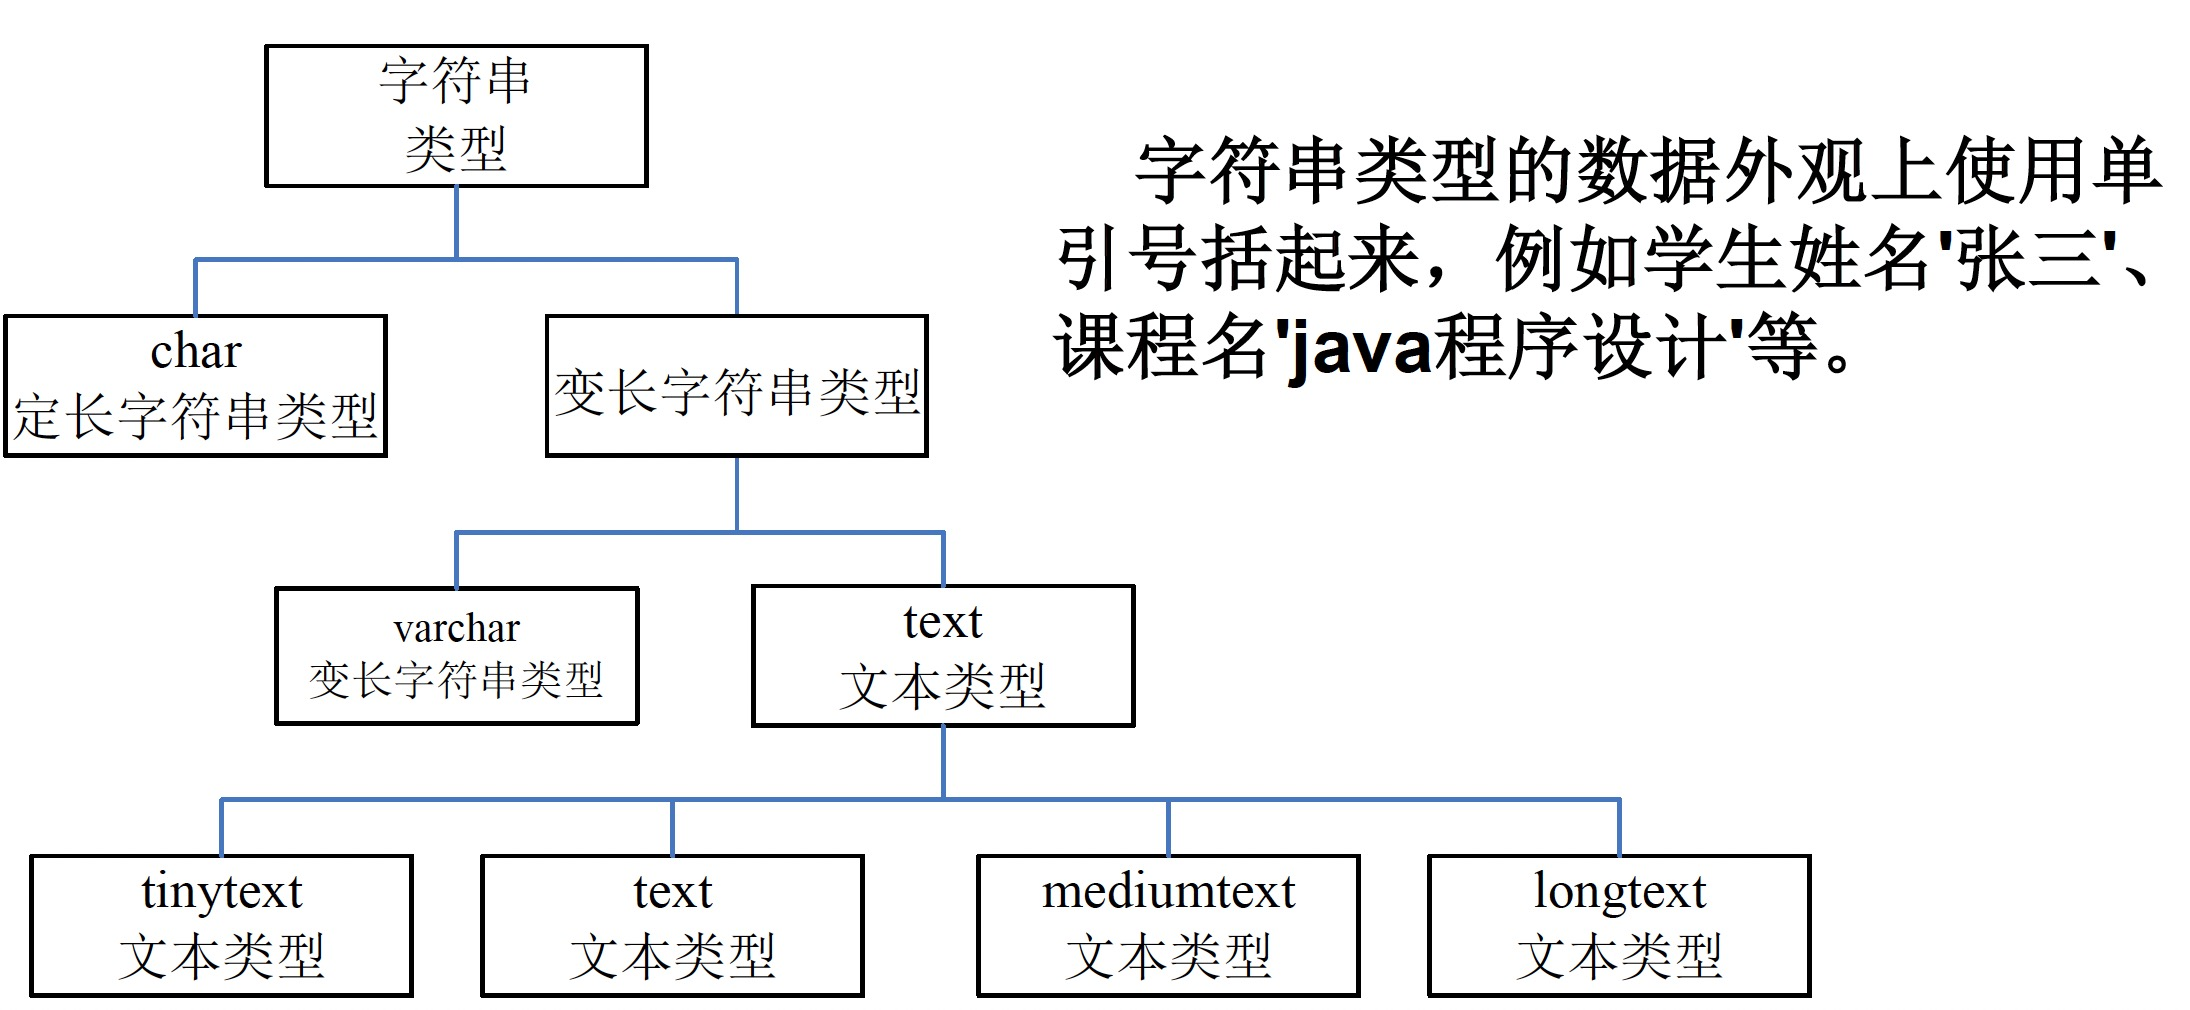 字符串
类型
字符串类型的数据外观上使用单
引号括起来，例如学生姓名'张三'、
课程名'java程序设计'等。
char
定长字符串类型
变长字符串类型
varchar
变长字符串类型
text
文本类型
tinytext
文本类型
text
文本类型
mediumtext
文本类型
longtext
文本类型